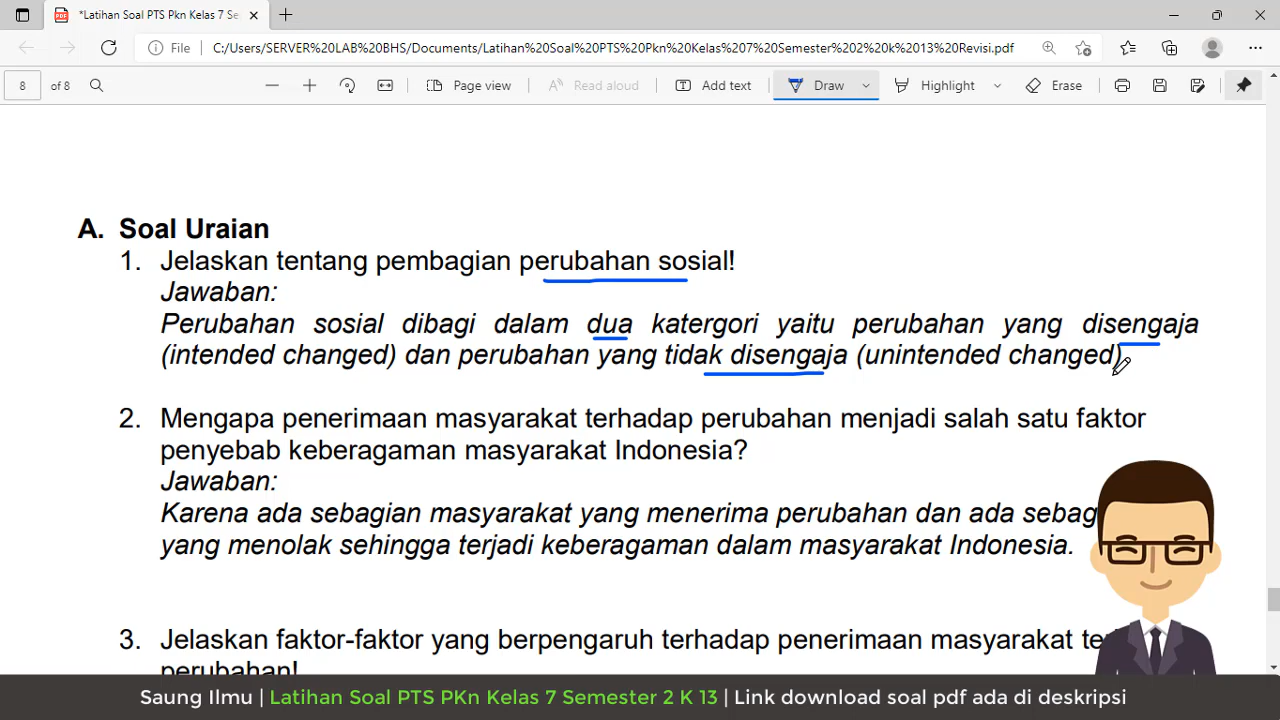 *Latihan Soal PTS Pkn Kelas 7 Se
File
C:/Users/SERVER%20LAB%20BHS/Documents/Latihan%20Soal%20PTS%20Pkn%20Kelas%207%20Semester%202%20k%2013%20Revisi.pdf
8 of 8
Page view
Read aloud
Add text
Draw
Highlight
Erase
A. Soal Uraian
1. Jelaskan tentang pembagian perubahan sosial!
Jawaban:
Perubahan sosial dibagi dalam dua katergori yaitu perubahan yang disengaja
(intended changed) dan perubahan yang tidak disengaja (unintended changed)
2. Mengapa penerimaan masyarakat terhadap perubahan menjadi salah satu faktor
penyebab keberagaman masyarakat Indonesia?
Jawaban:
Karena ada sebagian masyarakat yang menerima perubahan dan ada sebag
yang menolak sehingga terjadi keberagaman dalam masyarakat Indonesia.
3. Jelaskan faktor-faktor yang berpengaruh terhadap penerimaan masyarakat te
perubahan!
Saung Ilmu | Latihan Soal PTS PKn Kelas 7 Semester 2 K 13 | Link download soal pdf ada di deskripsi